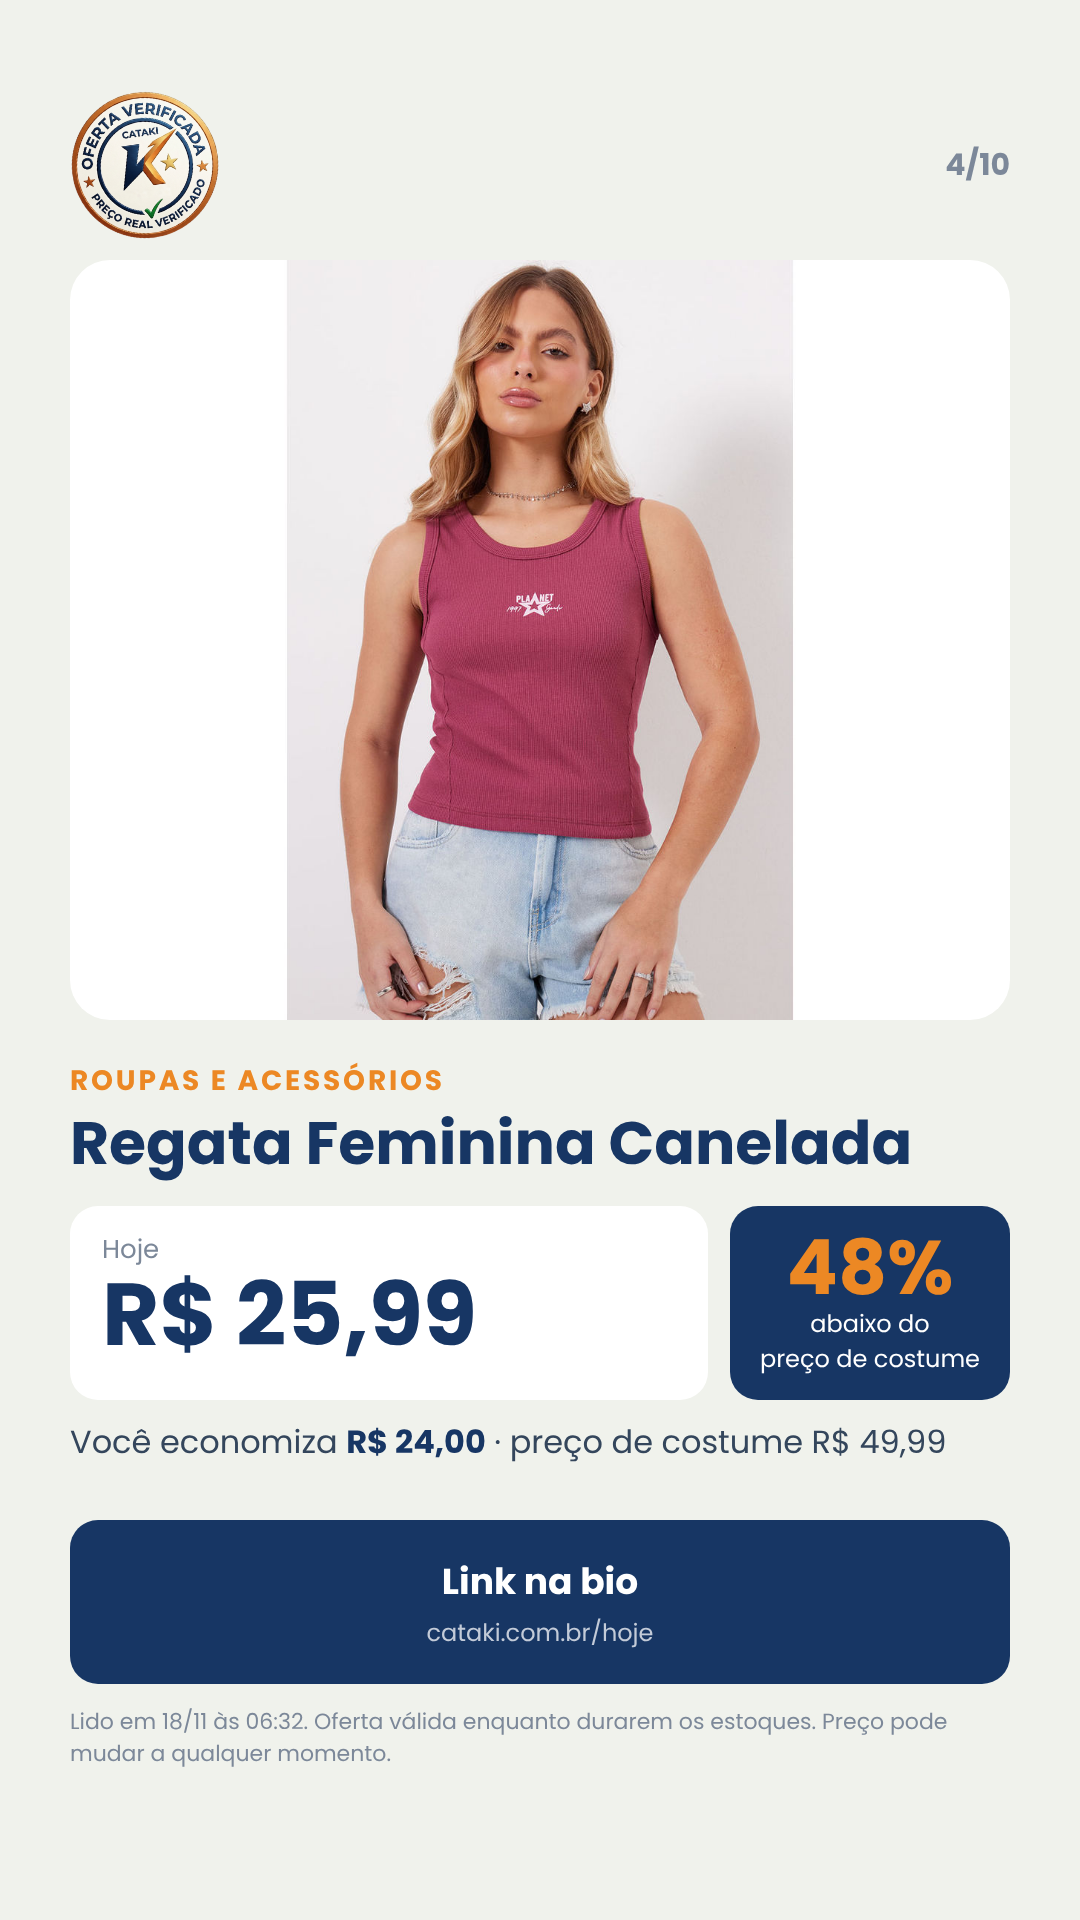 OFERTA VERIFICADA
CATAKI
PREÇO REAL VERIFICADO
4/10
PLANET
ROUPAS E ACESSÓRIOS
Regata Feminina Canelada
Hoje
R$ 25,99
48%
abaixo do
preço de costume
Você economiza R$ 24,00 · preço de costume R$ 49,99
Link na bio
cataki.com.br/hoje
Lido em 18/11 às 06:32. Oferta válida enquanto durarem os estoques. Preço pode
mudar a qualquer momento.